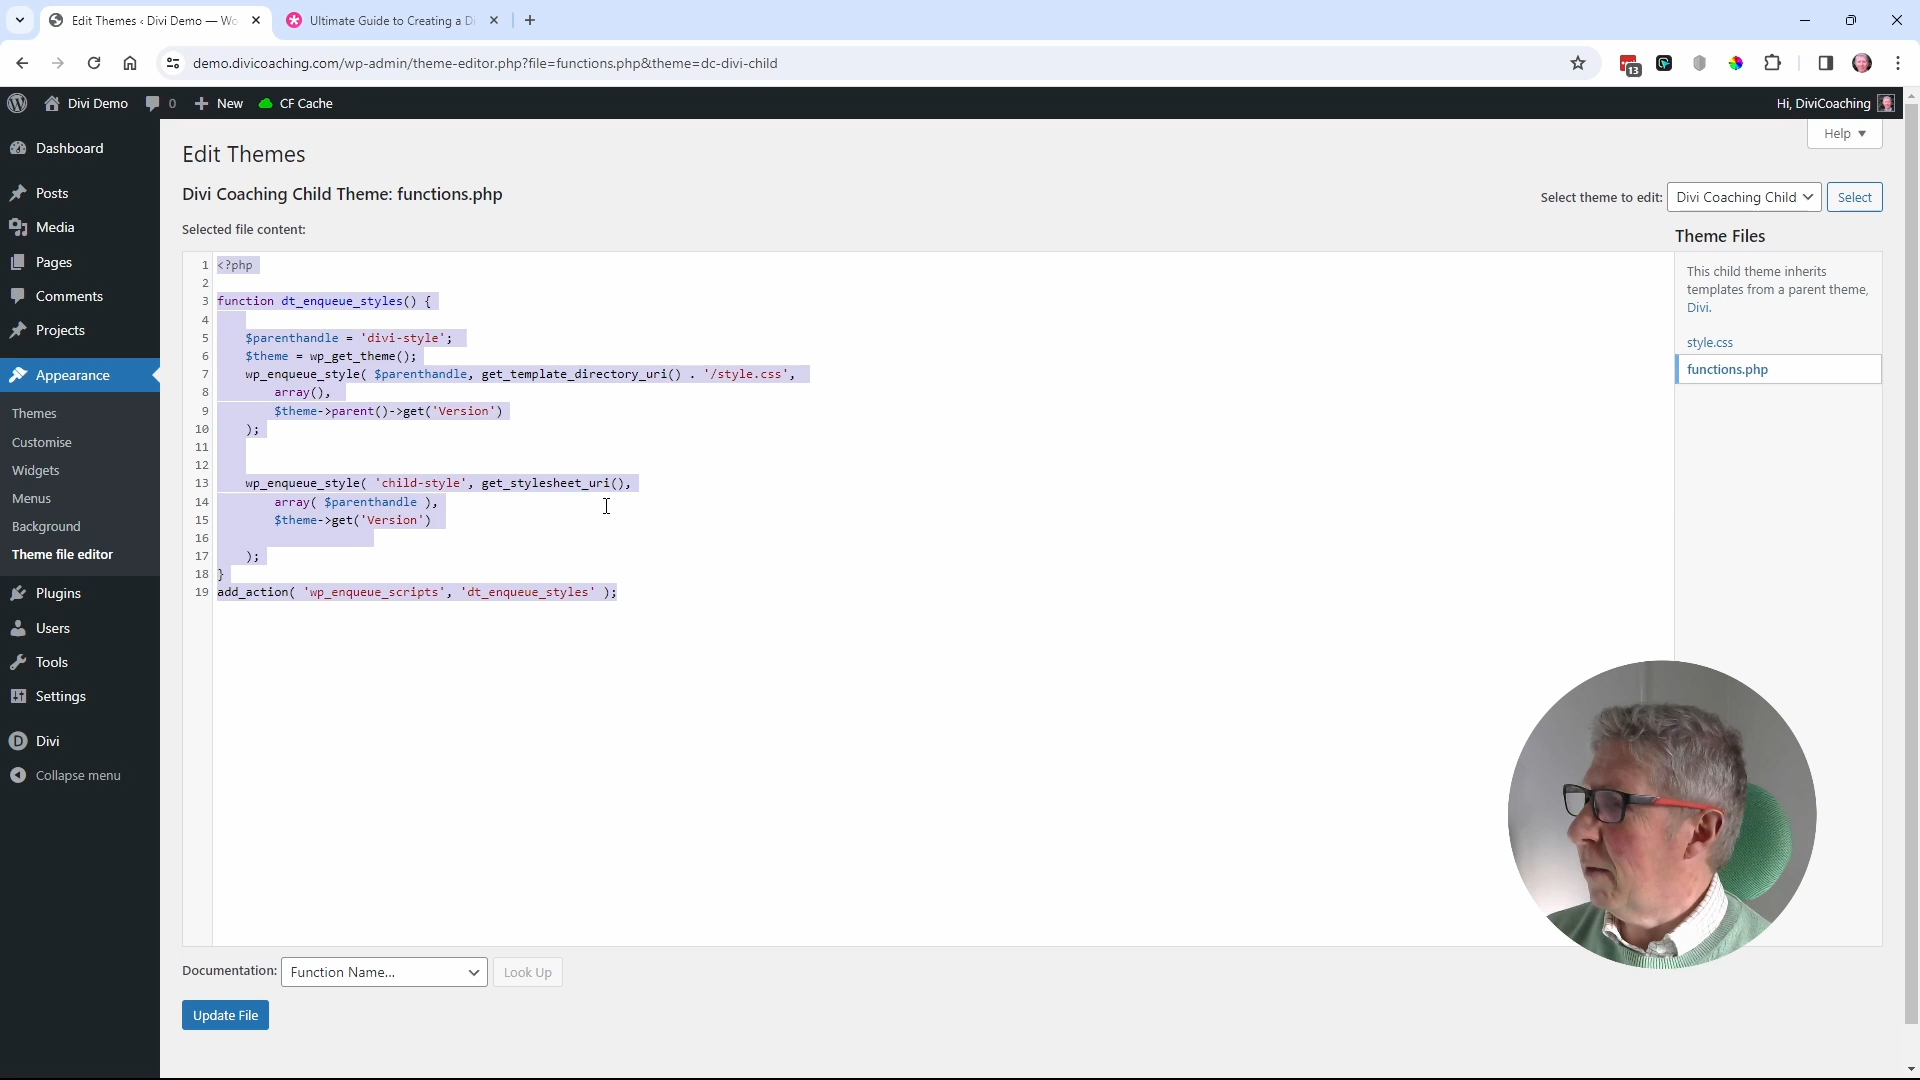 Edit Themes ‹ Divi Demo — Wo
Ultimate Guide to Creating a Di
demo.divicoaching.com/wp-admin/theme-editor.php?file=functions.php&theme=dc-divi-child
13
Divi Demo
0
New
CF Cache
Hi, DiviCoaching
Help
Dashboard
Posts
Media
Pages
Comments
Projects
Appearance
Themes
Customise
Widgets
Menus
Background
Theme file editor
Plugins
Users
Tools
Settings
D
Divi
Collapse menu
Edit Themes
Divi Coaching Child Theme: functions.php
Select theme to edit:
Divi Coaching Child
Select
Selected file content:
Theme Files
This child theme inherits
templates from a parent theme,
Divi.
style.css
functions.php
1 <?php
2
3 function dt_enqueue_styles() {
4
5 $parenthandle = 'divi-style';
6 $theme = wp_get_theme();
7 wp_enqueue_style( $parenthandle, get_template_directory_uri() . '/style.css',
8 array(),
9 $theme->parent()->get('Version')
10 );
11
12
13 wp_enqueue_style( 'child-style', get_stylesheet_uri(),
14 array( $parenthandle ),
15 $theme->get('Version')
16
17 );
18 }
19 add_action( 'wp_enqueue_scripts', 'dt_enqueue_styles' );
Documentation:
Function Name...
Look Up
Update File